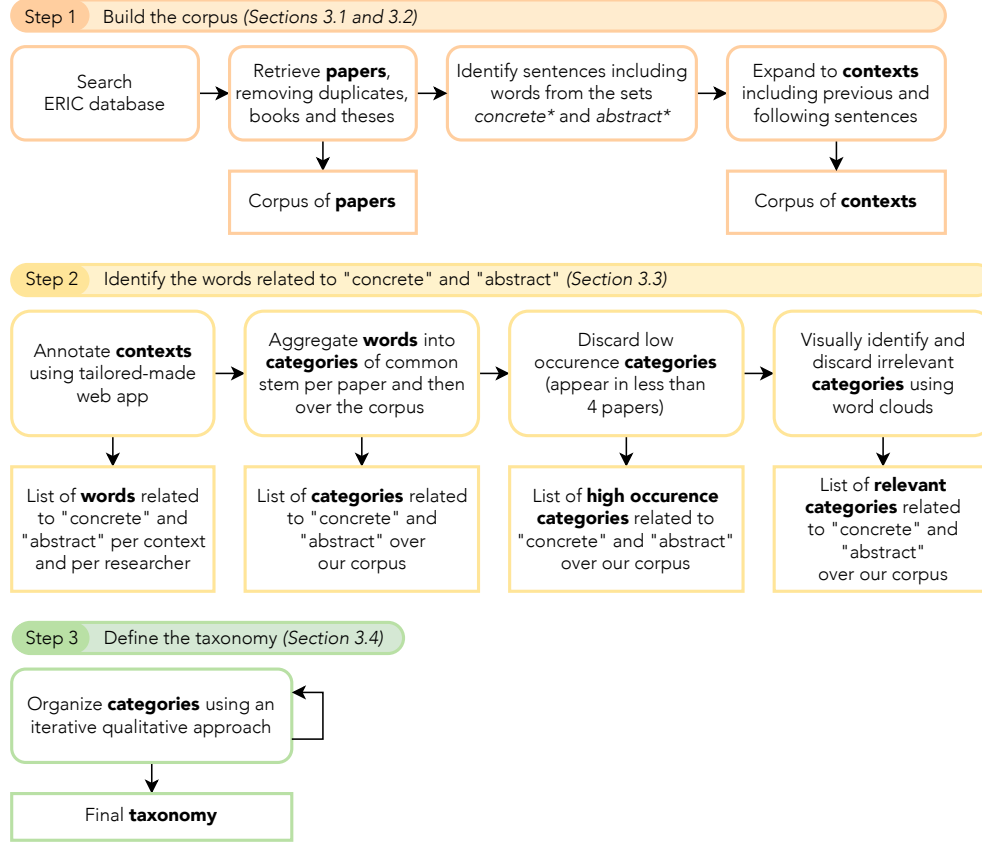 Step 1 Build the corpus (Sections 3.1 and 3.2)
Search
ERIC database
Retrieve papers,
removing duplicates,
books and theses
Identify sentences including
words from the sets
concrete* and abstract*
Expand to contexts
including previous and
following sentences
Corpus of papers
Corpus of contexts
Step 2 Identify the words related to "concrete" and "abstract" (Section 3.3)
Annotate contexts
using tailored-made
web app
Aggregate words into
categories of common
stem per paper and then
over the corpus
Discard low
occurence categories
(appear in less than
4 papers)
Visually identify and
discard irrelevant
categories using
word clouds
List of words related
to "concrete" and
"abstract" per context
and per researcher
List of categories related
to "concrete" and
"abstract" over
our corpus
List of high occurence
categories related to
"concrete" and "abstract"
over our corpus
List of relevant
categories related
to "concrete" and
"abstract"
over our corpus
Step 3 Define the taxonomy (Section 3.4)
Organize categories using an
iterative qualitative approach
Final taxonomy